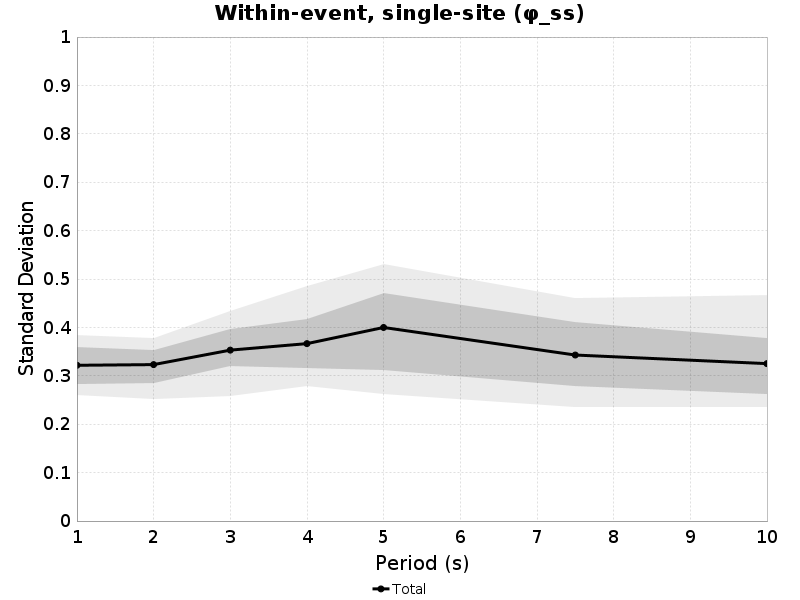 Within-event, single-site (φ_ss)
1
0.9
0.8
0.7
0.6
0.5
0.4
0.3
0.2
0.1
0
Standard Deviation
1 2 3 4 5 6 7 8 9 10
Period (s)
Total